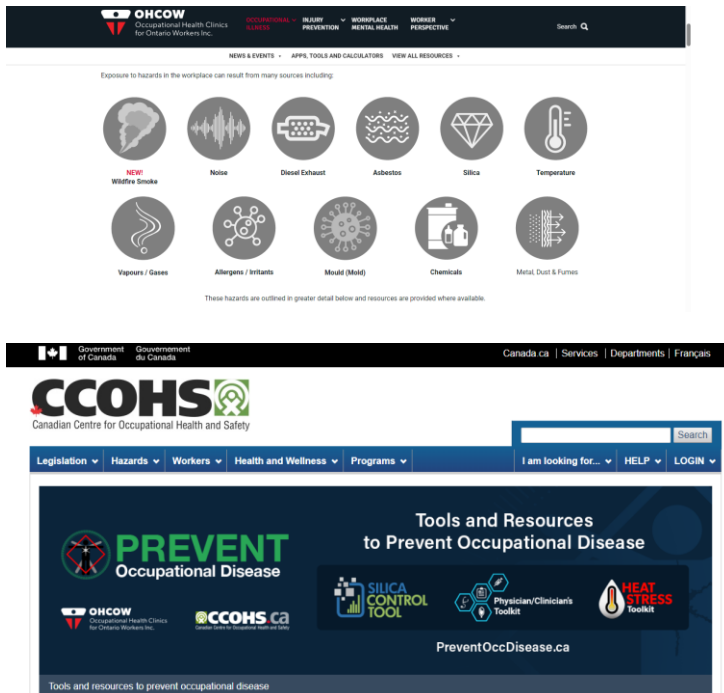 OHCOW
Occupational Health Clinics
for Ontario Workers Inc.
OCCUPATIONAL
ILLNESS
INJURY
PREVENTION
WORKPLACE
MENTAL HEALTH
WORKER
PERSPECTIVE
Search
NEWS & EVENTS
APPS, TOOLS AND CALCULATORS
VIEW ALL RESOURCES
Exposure to hazards in the workplace can result from many sources including:
NEW!
Wildfire Smoke
Noise
Diesel Exhaust
Asbestos
Silica
Temperature
Vapours / Gases
Allergens / Irritants
Mould (Mold)
Chemicals
Metal, Dust & Fumes
These hazards are outlined in greater detail below and resources are provided where available.
Government
of Canada
Gouvernement
du Canada
Canada.ca | Services | Departments | Français
CCOHS
Canadian Centre for Occupational Health and Safety
Search
Legislation
Hazards
Workers
Health and Wellness
Programs
I am looking for...
HELP
LOGIN
PREVENT
Occupational Disease
OHCOW
Occupational Health Clinics
for Ontario Workers Inc.
CCOHS.ca
Canadian Centre for Occupational Health and Safety
Tools and Resources
to Prevent Occupational Disease
SILICA
CONTROL
TOOL
Physician/Clinician's
Toolkit
HEAT
STRESS
Toolkit
PreventOccDisease.ca
Tools and resources to prevent occupational disease